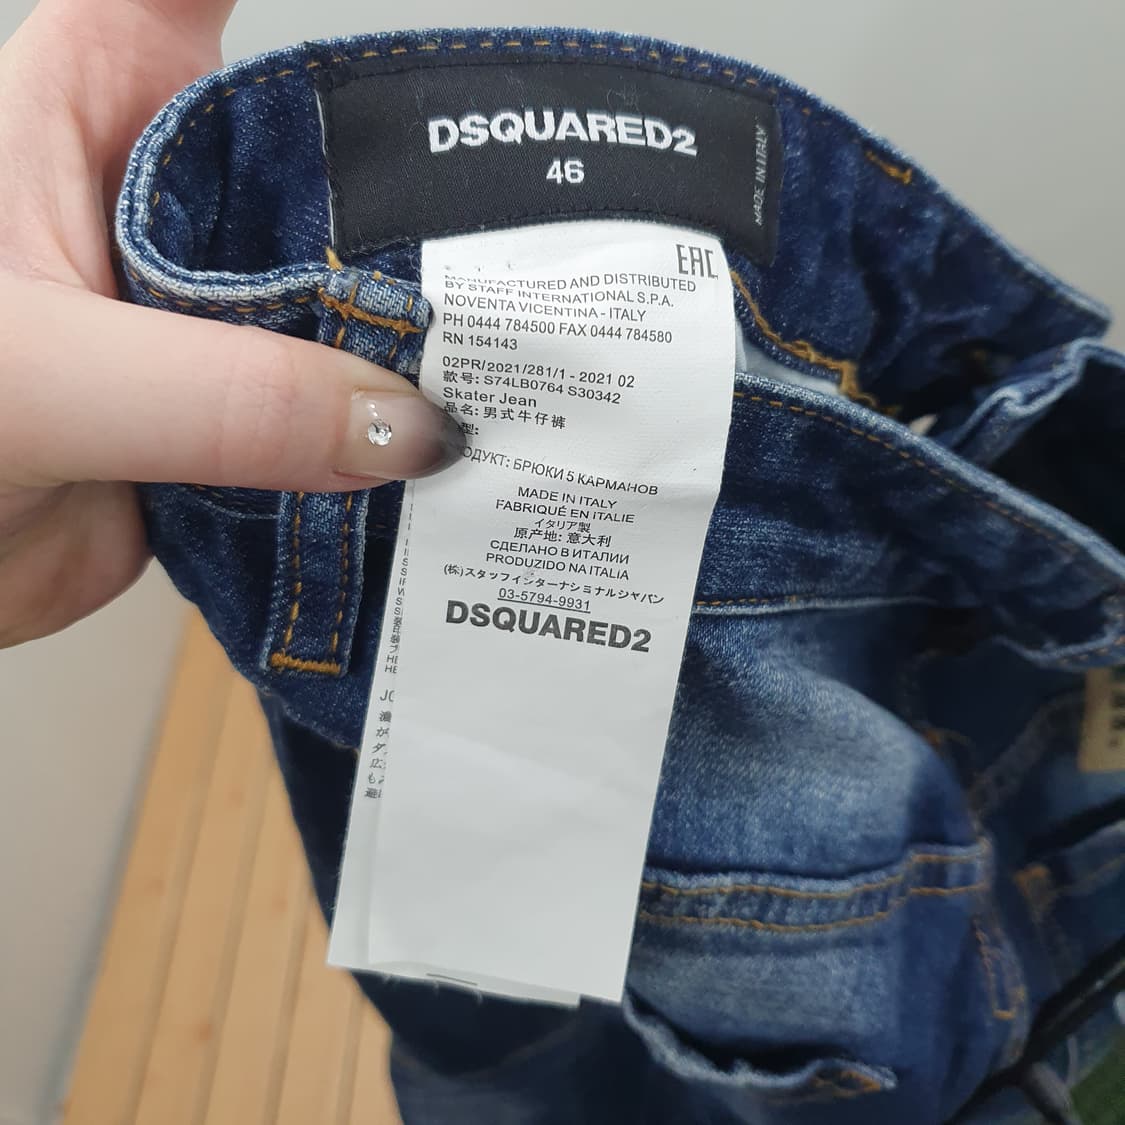 DSQUARED2
46
MADE IN ITALY
EAC
MANUFACTURED AND DISTRIBUTED
BY STAFF INTERNATIONAL S.P.A.
NOVENTA VICENTINA - ITALY
PH 0444 784500 FAX 0444 784580
RN 154143
02PR/2021/281/1 - 2021 02
款号: S74LB0764 S30342
Skater Jean
品名: 男式牛仔裤
型:
ОДУКТ: БРЮКИ 5 КАРМАНОВ
MADE IN ITALY
FABRIQUÉ EN ITALIE
イタリア製
原产地: 意大利
СДЕЛАНО В ИТАЛИИ
PRODUZIDO NA ITALIA
(株)スタッフインターナショナルジャパン
03-5794-9931
DSQUARED2